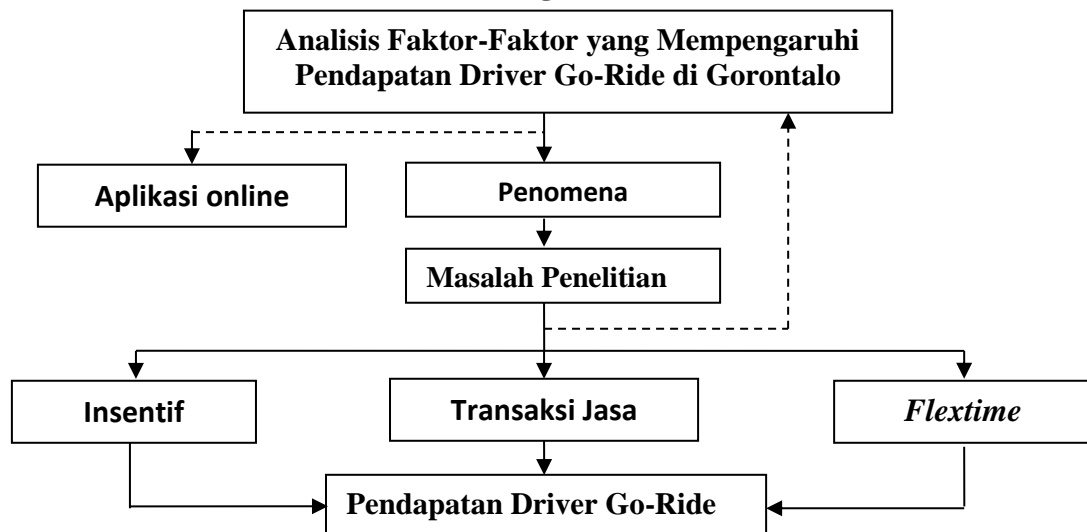 Analisis Faktor-Faktor yang Mempengaruhi
Pendapatan Driver Go-Ride di Gorontalo
Aplikasi online
Penomena
Masalah Penelitian
Insentif
Transaksi Jasa
Flextime
Pendapatan Driver Go-Ride